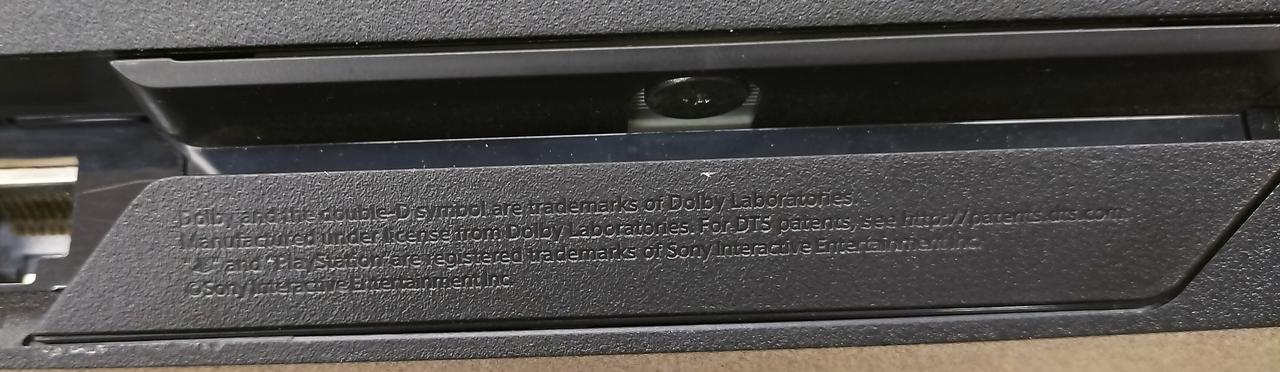 Dolby and the double-D symbol are trademarks of Dolby Laboratories.
Manufactured under license from Dolby Laboratories. For DTS patents, see http://patents.dts.com.
" " and "PlayStation" are registered trademarks of Sony Interactive Entertainment Inc.
©Sony Interactive Entertainment Inc.